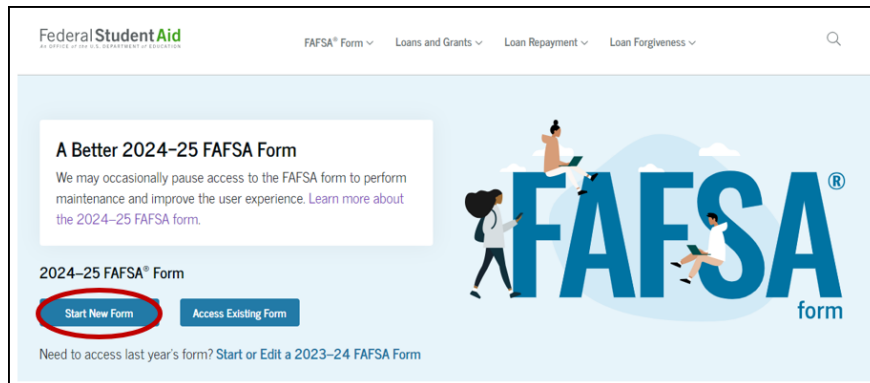 Federal Student Aid
An OFFICE of the U.S. DEPARTMENT of EDUCATION
FAFSA® Form
Loans and Grants
Loan Repayment
Loan Forgiveness
A Better 2024–25 FAFSA Form
We may occasionally pause access to the FAFSA form to perform
maintenance and improve the user experience. Learn more about
the 2024–25 FAFSA form.
FAFSA®
form
2024–25 FAFSA® Form
Start New Form
Access Existing Form
Need to access last year's form? Start or Edit a 2023–24 FAFSA Form